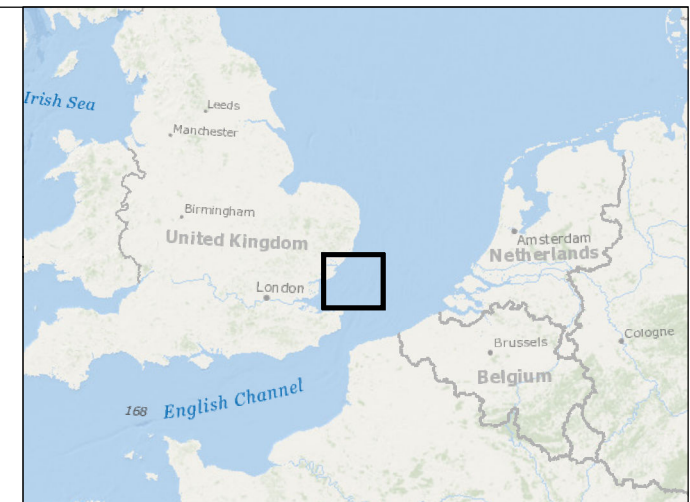 Irish Sea
Leeds
Manchester
Birmingham
United Kingdom
London
Amsterdam
Netherlands
Brussels
Cologne
Belgium
168
English Channel